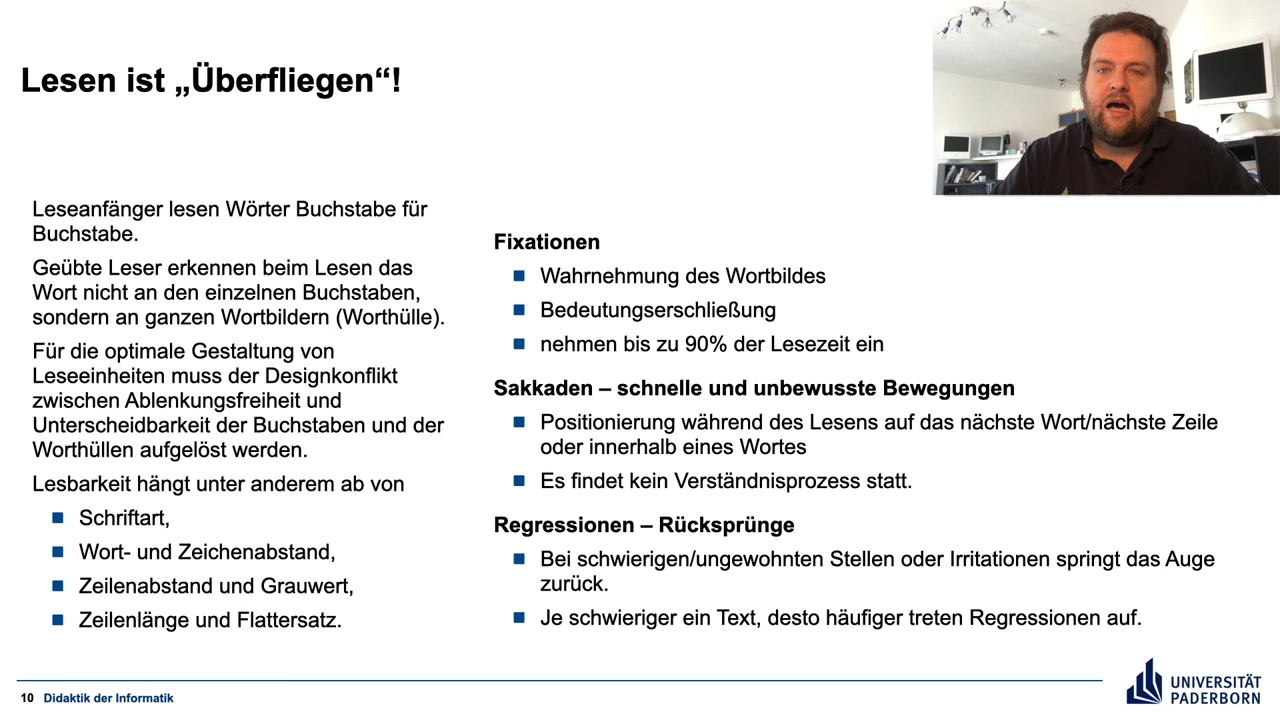 Lesen ist „Überfliegen“!
Leseanfänger lesen Wörter Buchstabe für
Buchstabe.
Geübte Leser erkennen beim Lesen das
Wort nicht an den einzelnen Buchstaben,
sondern an ganzen Wortbildern (Worthülle).
Für die optimale Gestaltung von
Leseeinheiten muss der Designkonflikt
zwischen Ablenkungsfreiheit und
Unterscheidbarkeit der Buchstaben und der
Worthüllen aufgelöst werden.
Lesbarkeit hängt unter anderem ab von
Schriftart,
Wort- und Zeichenabstand,
Zeilenabstand und Grauwert,
Zeilenlänge und Flattersatz.
Fixationen
Wahrnehmung des Wortbildes
Bedeutungserschließung
nehmen bis zu 90% der Lesezeit ein
Sakkaden – schnelle und unbewusste Bewegungen
Positionierung während des Lesens auf das nächste Wort/nächste Zeile
oder innerhalb eines Wortes
Es findet kein Verständnisprozess statt.
Regressionen – Rücksprünge
Bei schwierigen/ungewohnten Stellen oder Irritationen springt das Auge
zurück.
Je schwieriger ein Text, desto häufiger treten Regressionen auf.
10 Didaktik der Informatik
UNIVERSITÄT
PADERBORN